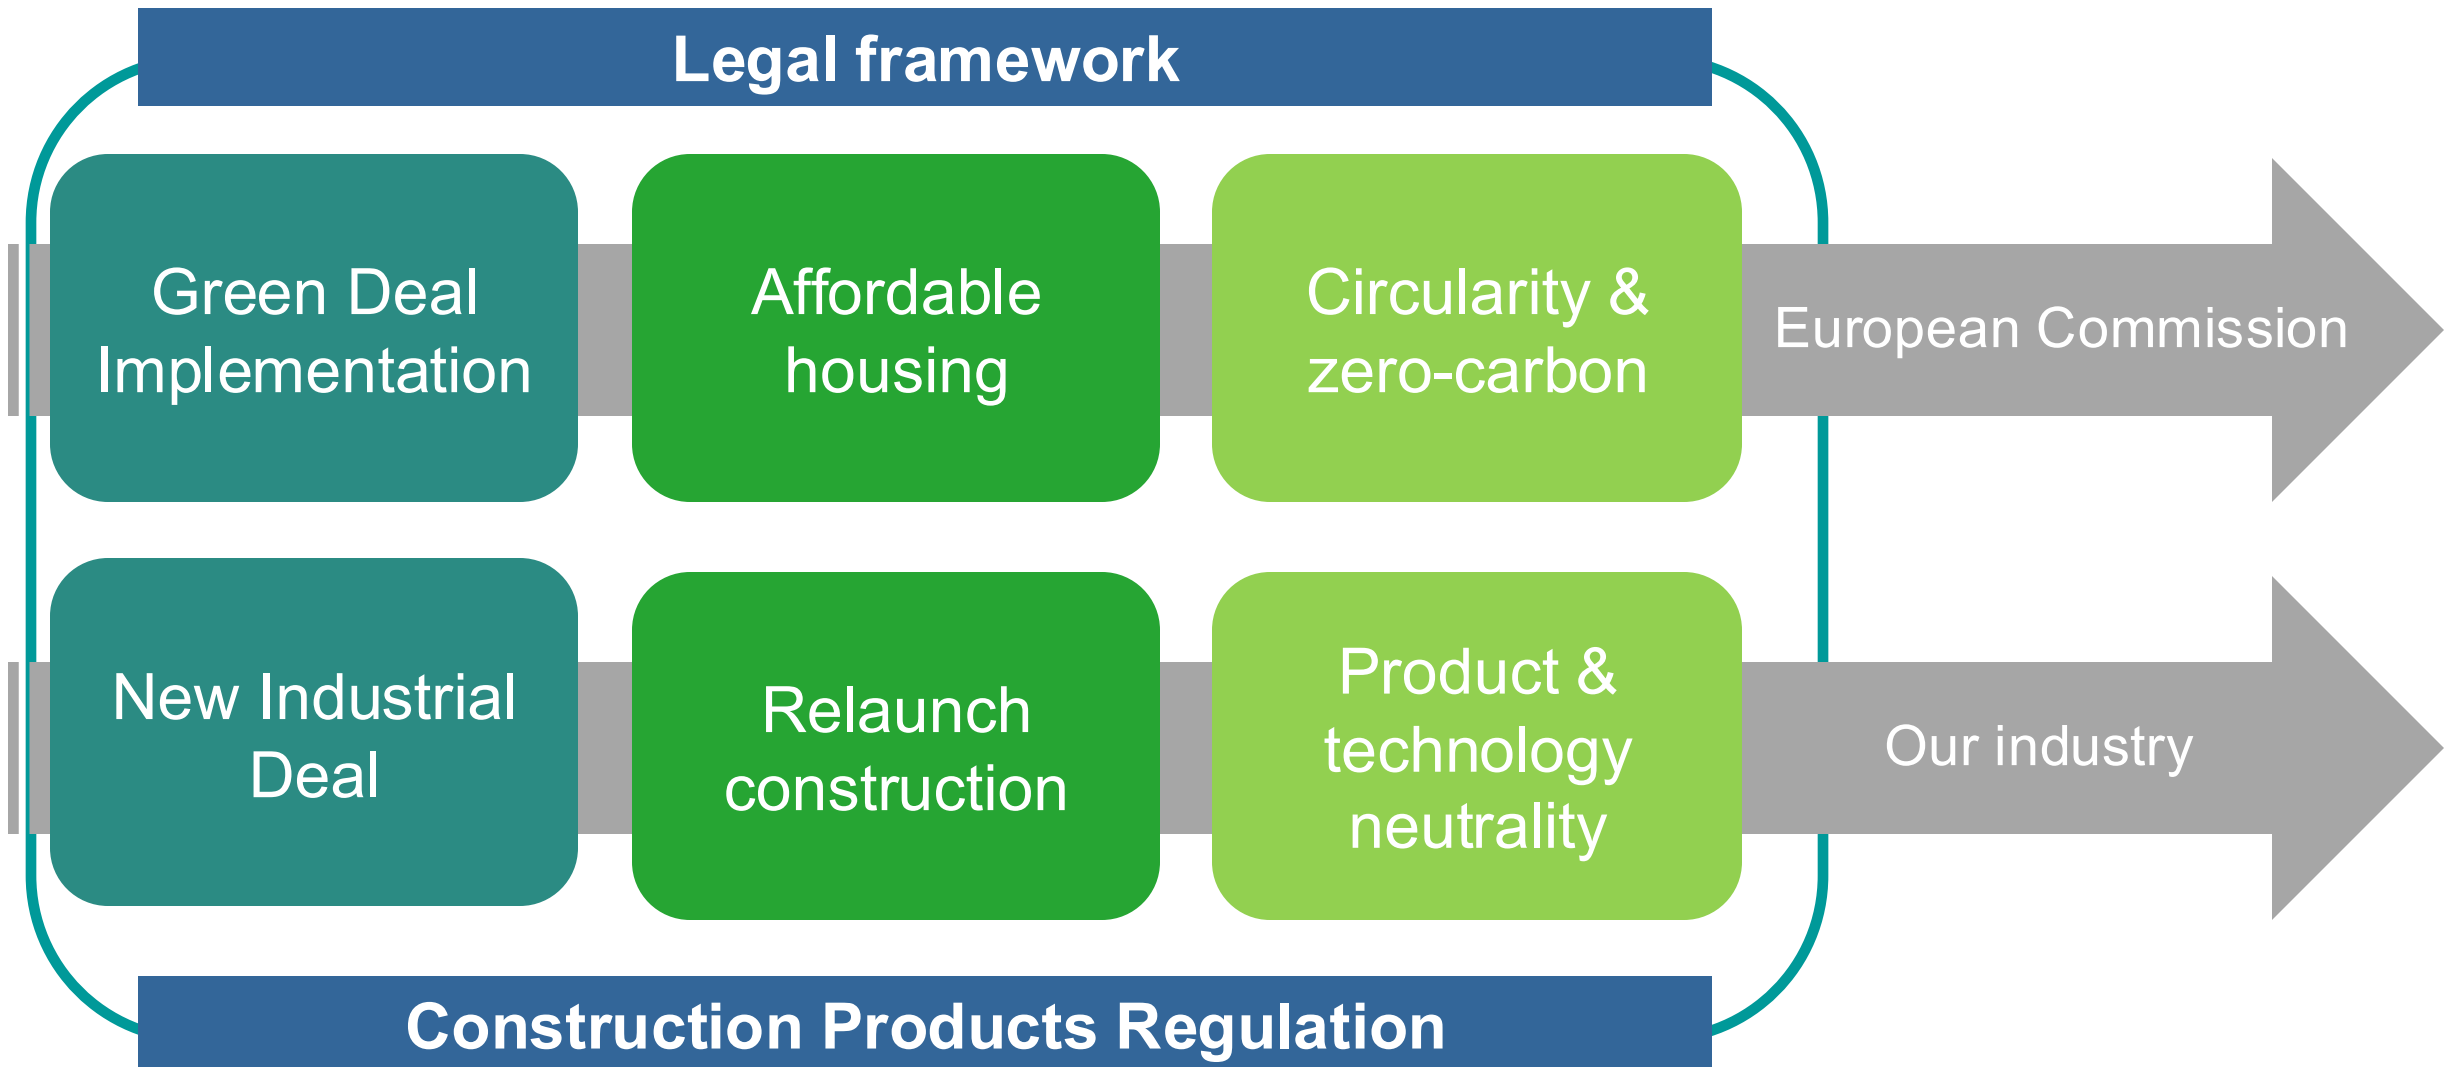 Legal framework
Green Deal
Implementation
Affordable
housing
Circularity &
zero-carbon
European Commission
New Industrial
Deal
Relaunch
construction
Product &
technology
neutrality
Our industry
Construction Products Regulation